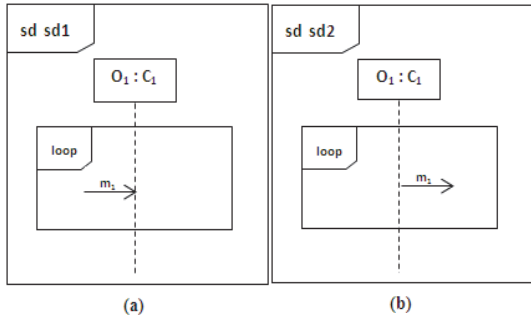 sd sd1
O₁ : C₁
loop
m₁
(a)
sd sd2
O₁ : C₁
loop
m₁
(b)